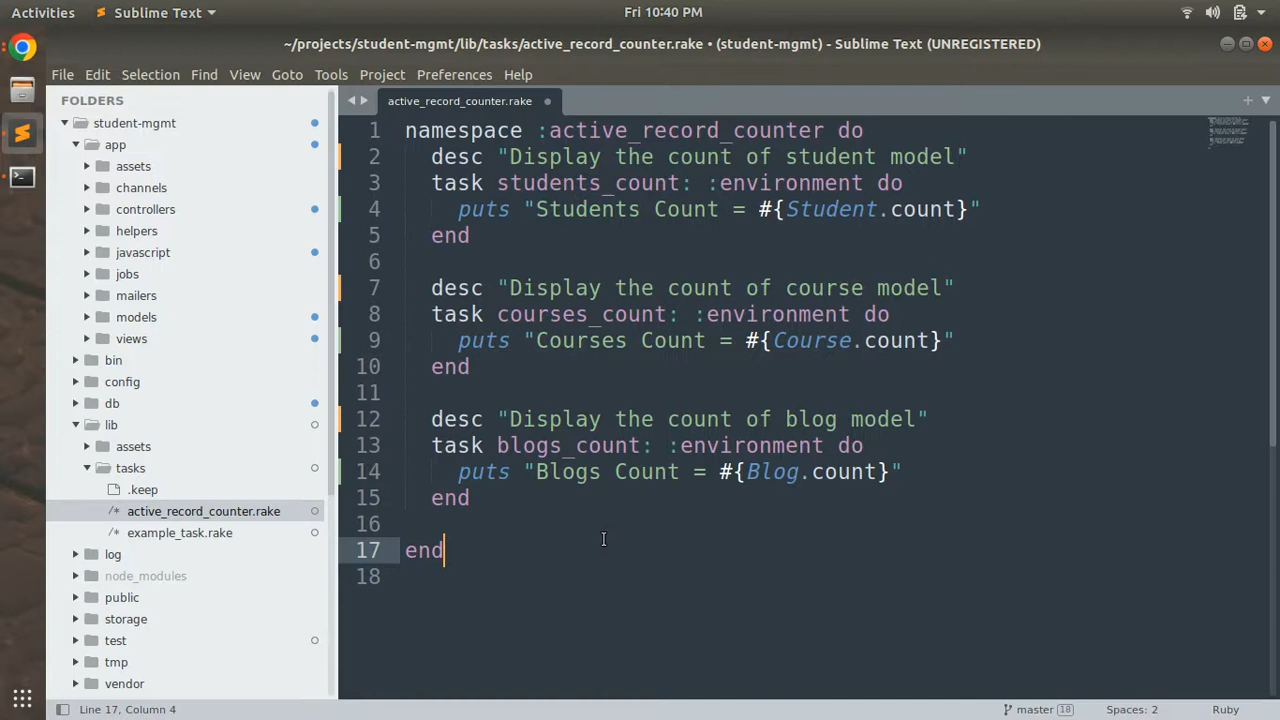 Activities Sublime Text Fri 10:40 PM
~/projects/student-mgmt/lib/tasks/active_record_counter.rake • (student-mgmt) - Sublime Text (UNREGISTERED)
File Edit Selection Find View Goto Tools Project Preferences Help
FOLDERS
student-mgmt
app
assets
channels
controllers
helpers
javascript
jobs
mailers
models
views
bin
config
db
lib
assets
tasks
.keep
/* active_record_counter.rake
/* example_task.rake
log
node_modules
public
storage
test
tmp
vendor
active_record_counter.rake
1 namespace :active_record_counter do
2 desc "Display the count of student model"
3 task students_count: :environment do
4 puts "Students Count = #{Student.count}"
5 end
6
7 desc "Display the count of course model"
8 task courses_count: :environment do
9 puts "Courses Count = #{Course.count}"
10 end
11
12 desc "Display the count of blog model"
13 task blogs_count: :environment do
14 puts "Blogs Count = #{Blog.count}"
15 end
16
17 end
18
Line 17, Column 4 master 18 Spaces: 2 Ruby